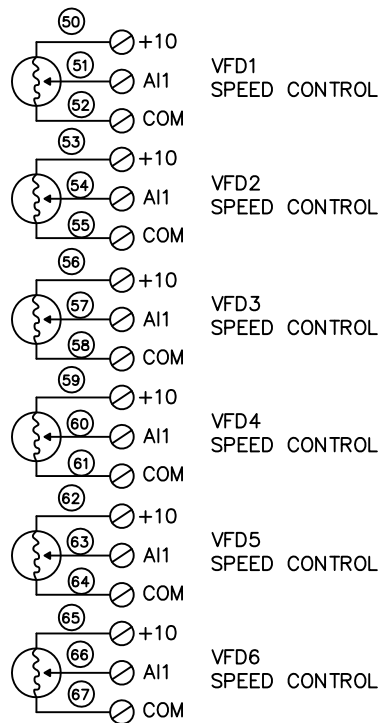 50
+10
51
AI1
VFD1
SPEED CONTROL
52
COM
53
+10
54
AI1
VFD2
SPEED CONTROL
55
COM
56
+10
57
AI1
VFD3
SPEED CONTROL
58
COM
59
+10
60
AI1
VFD4
SPEED CONTROL
61
COM
62
+10
63
AI1
VFD5
SPEED CONTROL
64
COM
65
+10
66
AI1
VFD6
SPEED CONTROL
67
COM